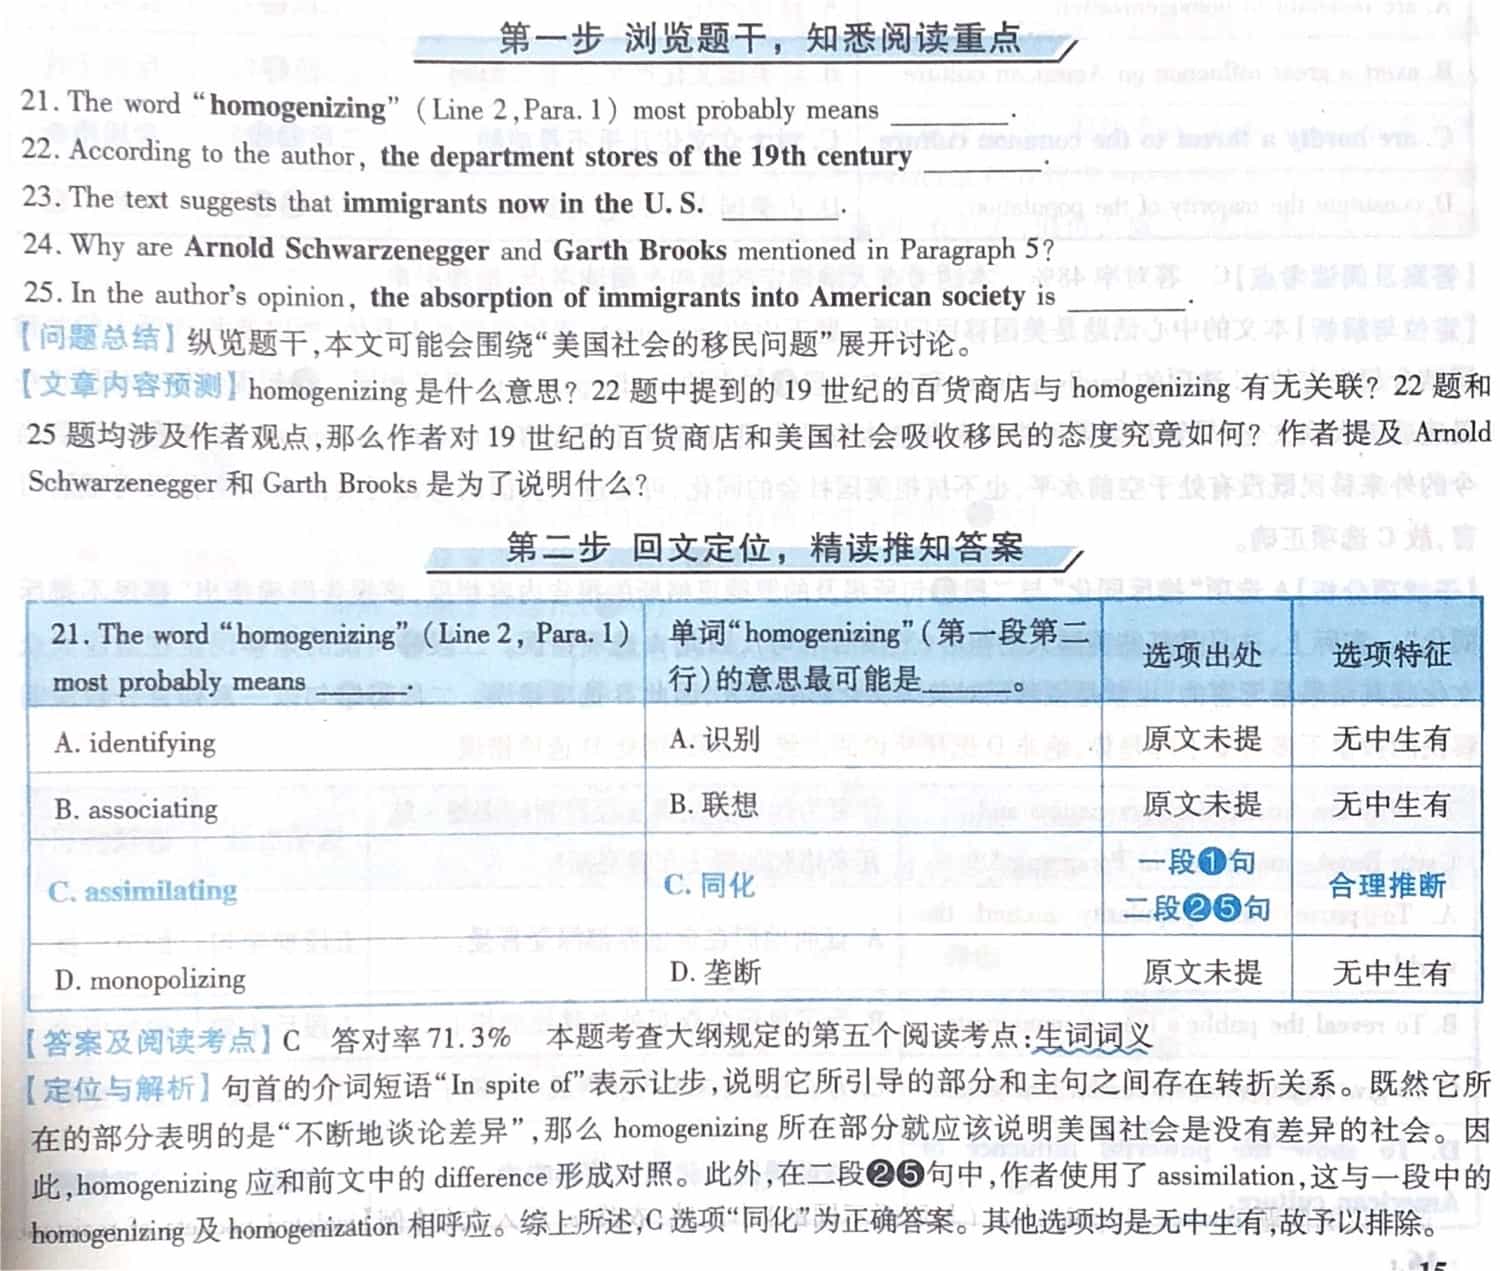 第一步 浏览题干，知悉阅读重点
21. The word “homogenizing” (Line 2, Para. 1) most probably means ________.
22. According to the author, the department stores of the 19th century ________.
23. The text suggests that immigrants now in the U. S. ________.
24. Why are Arnold Schwarzenegger and Garth Brooks mentioned in Paragraph 5?
25. In the author's opinion, the absorption of immigrants into American society is ________.
【问题总结】纵览题干,本文可能会围绕“美国社会的移民问题”展开讨论。
【文章内容预测】homogenizing 是什么意思? 22 题中提到的 19 世纪的百货商店与 homogenizing 有无关联? 22 题和
25 题均涉及作者观点,那么作者对 19 世纪的百货商店和美国社会吸收移民的态度究竟如何? 作者提及 Arnold
Schwarzenegger 和 Garth Brooks 是为了说明什么?
第二步 回文定位，精读推知答案
21. The word “homogenizing” (Line 2, Para. 1)
most probably means ________.
单词“homogenizing”(第一段第二
行)的意思最可能是________。
选项出处
选项特征
A. identifying
A. 识别
原文未提
无中生有
B. associating
B. 联想
原文未提
无中生有
C. assimilating
C. 同化
一段❶句
二段❷❺句
合理推断
D. monopolizing
D. 垄断
原文未提
无中生有
【答案及阅读考点】C 答对率 71. 3% 本题考查大纲规定的第五个阅读考点:生词词义
【定位与解析】句首的介词短语“In spite of”表示让步,说明它所引导的部分和主句之间存在转折关系。既然它所
在的部分表明的是“不断地谈论差异”,那么 homogenizing 所在部分就应该说明美国社会是没有差异的社会。因
此,homogenizing 应和前文中的 difference 形成对照。此外,在二段❷❺句中,作者使用了 assimilation,这与一段中的
homogenizing 及 homogenization 相呼应。综上所述,C 选项“同化”为正确答案。其他选项均是无中生有,故予以排除。
15